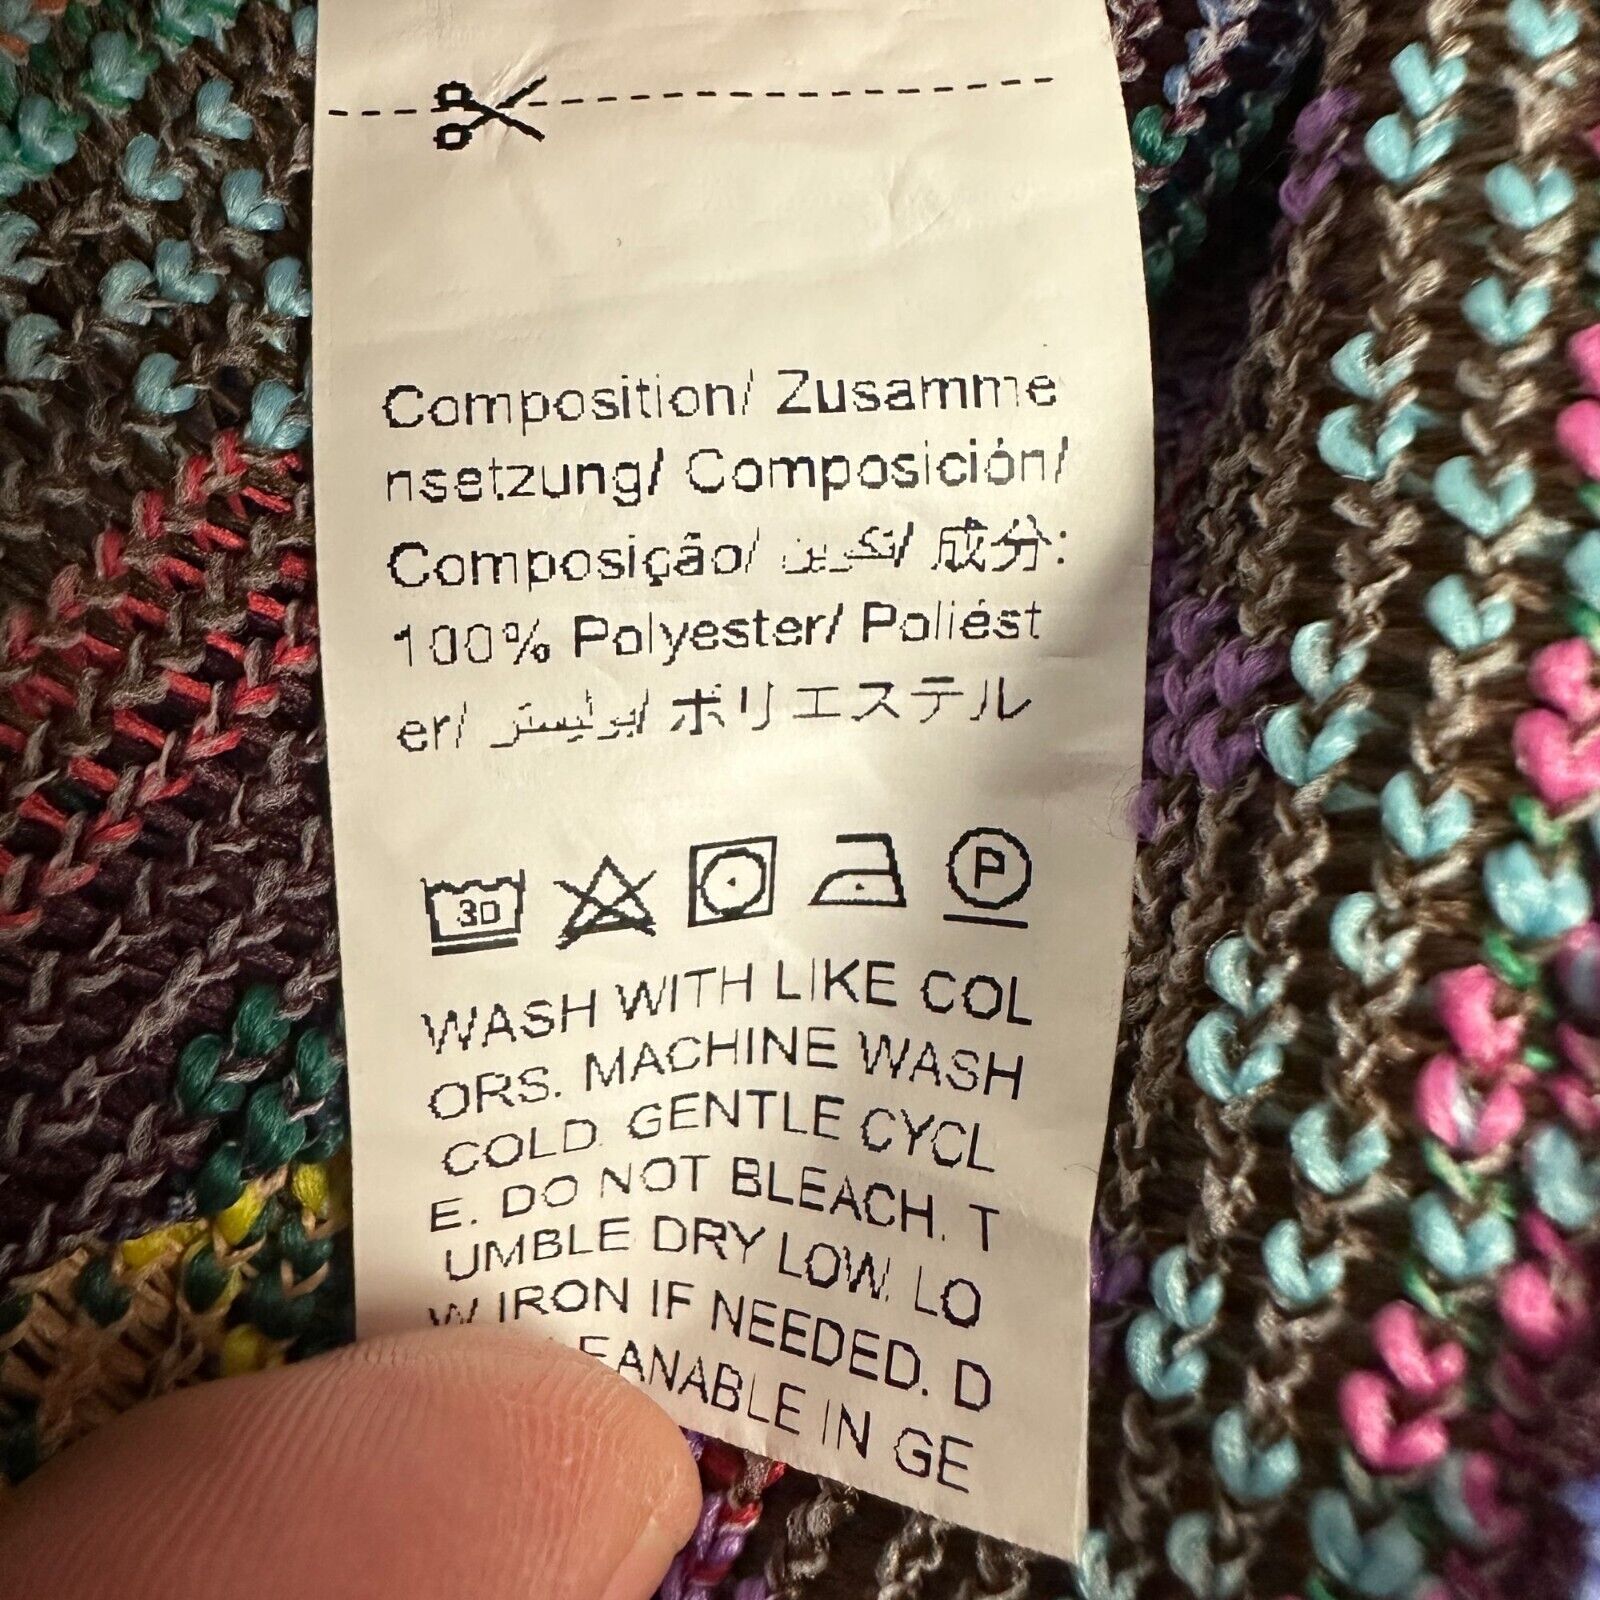 Composition/ Zusamme
nsetzung/ Composición/
Composição/ تكوين/ 成分:
100% Polyester/ Poliést
er/ بوليستر/ ポリエステル
30 P
WASH WITH LIKE COL
ORS. MACHINE WASH
COLD. GENTLE CYCL
E. DO NOT BLEACH. T
UMBLE DRY LOW. LO
W IRON IF NEEDED. D
EANABLE IN GE